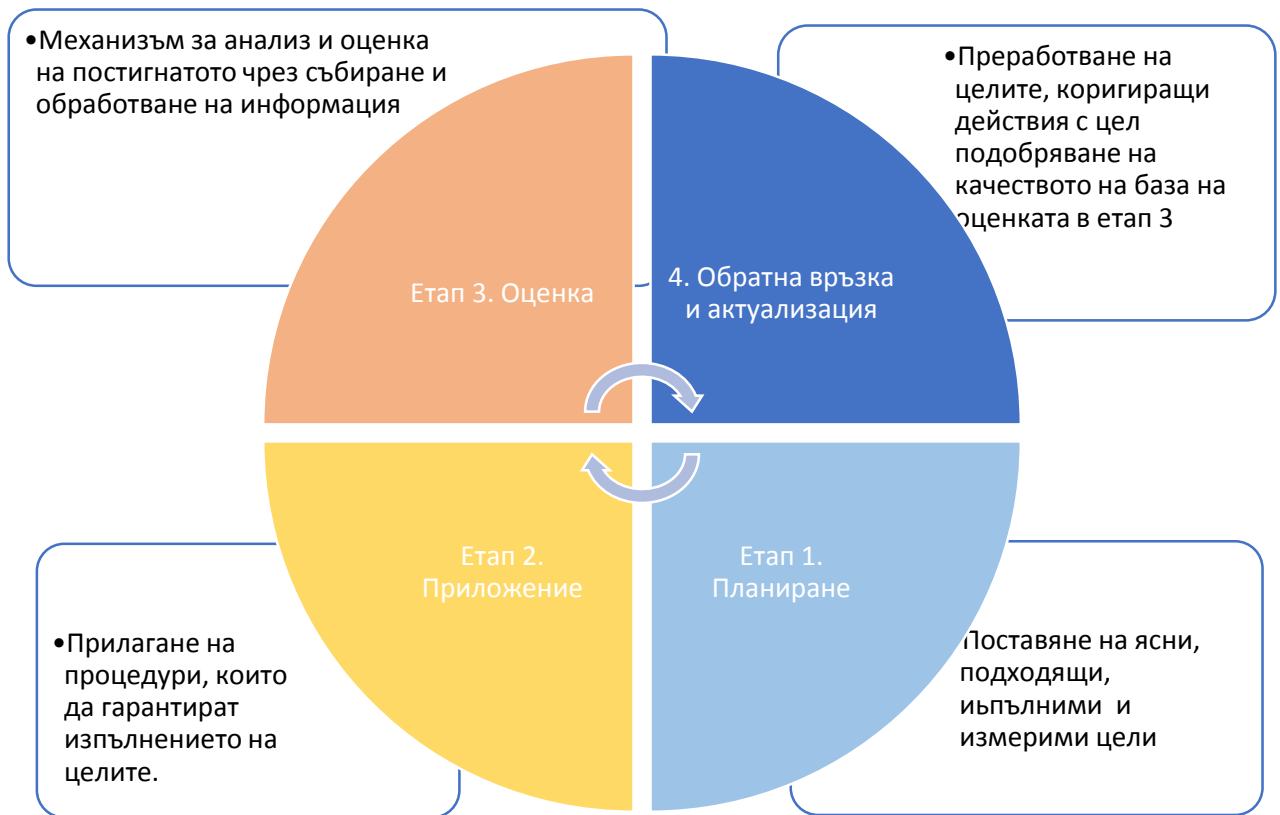 •Механизъм за анализ и оценка
на постигнатото чрез събиране и
обработване на информация
•Преработване на
целите, коригиращи
действия с цел
подобряване на
качеството на база на
оценката в етап 3
Етап 3. Оценка
4. Обратна връзка
и актуализация
Етап 2.
Приложение
Етап 1.
Планиране
•Прилагане на
процедури, които
да гарантират
изпълнението на
целите.
Поставяне на ясни,
подходящи,
иьпълними и
измерими цели